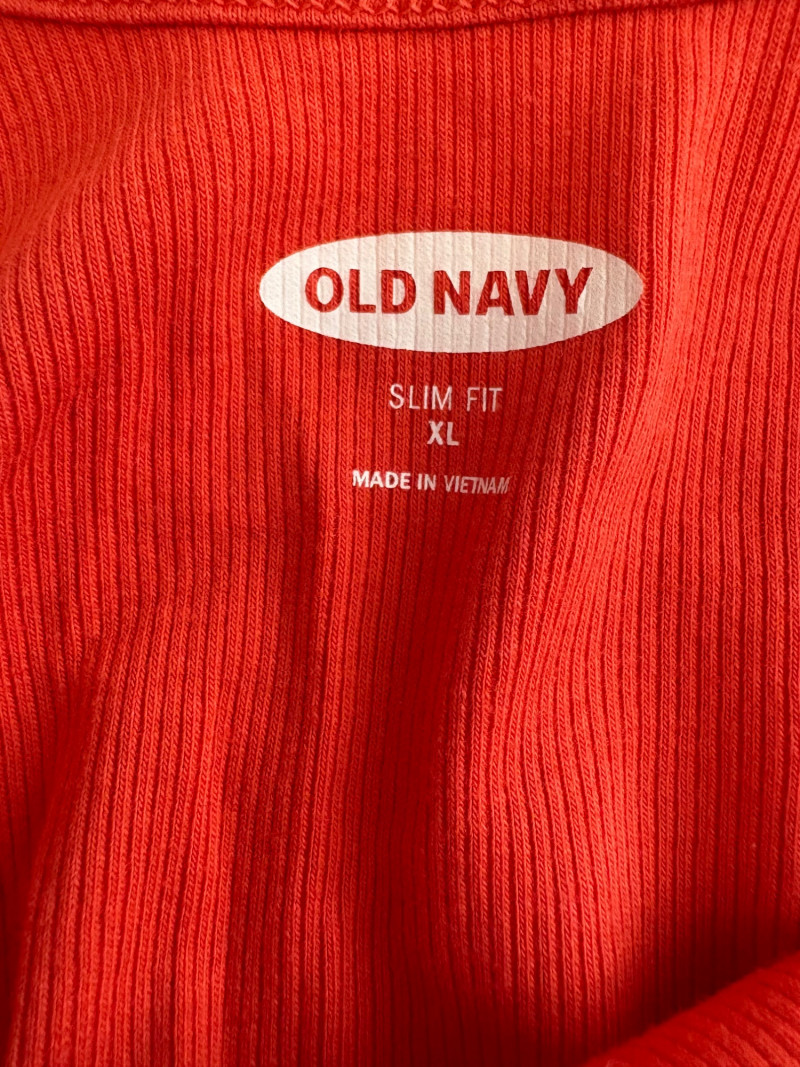 OLD NAVY
SLIM FIT
XL
MADE IN VIETNAM